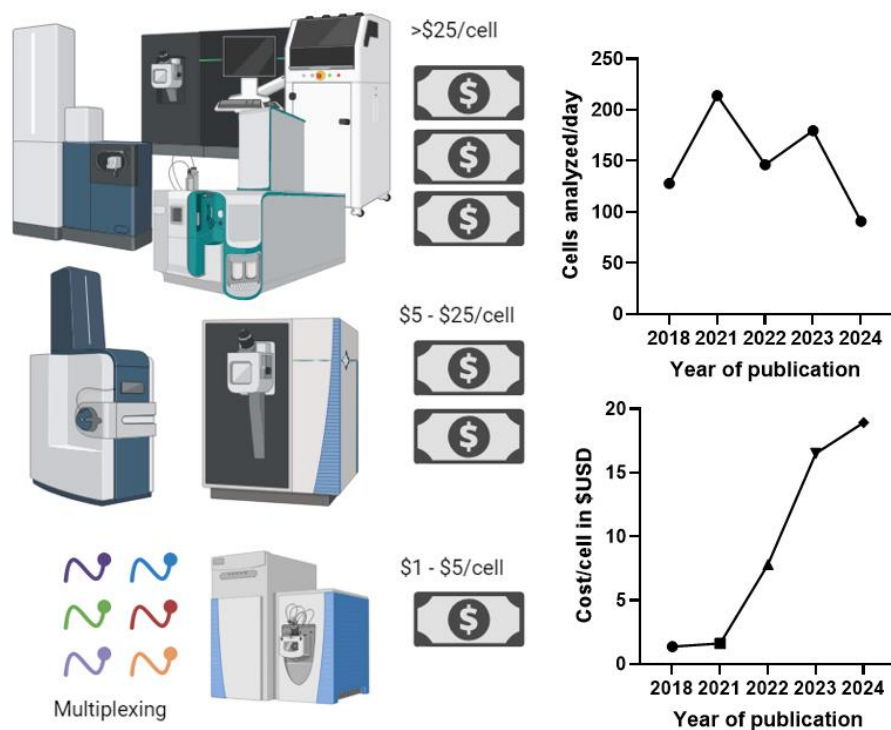 >$25/cell
$
$
$
$5 - $25/cell
$
$
$1 - $5/cell
$
Multiplexing
Cells analyzed/day
250
200
150
100
50
0
2018 2021 2022 2023 2024
Year of publication
Cost/cell in $USD
20
15
10
5
0
2018 2021 2022 2023 2024
Year of publication